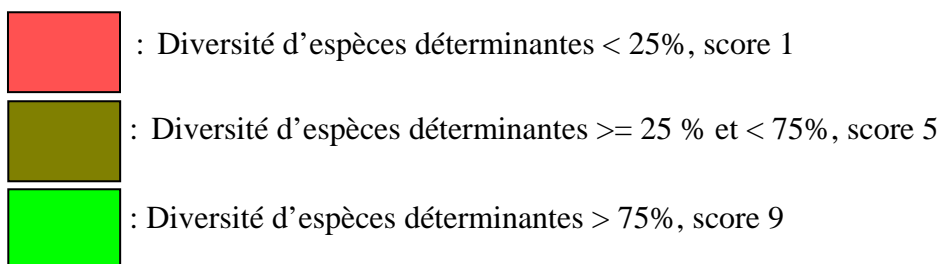 : Diversité d'espèces déterminantes < 25%, score 1
: Diversité d'espèces déterminantes >= 25 % et < 75%, score 5
: Diversité d'espèces déterminantes > 75%, score 9